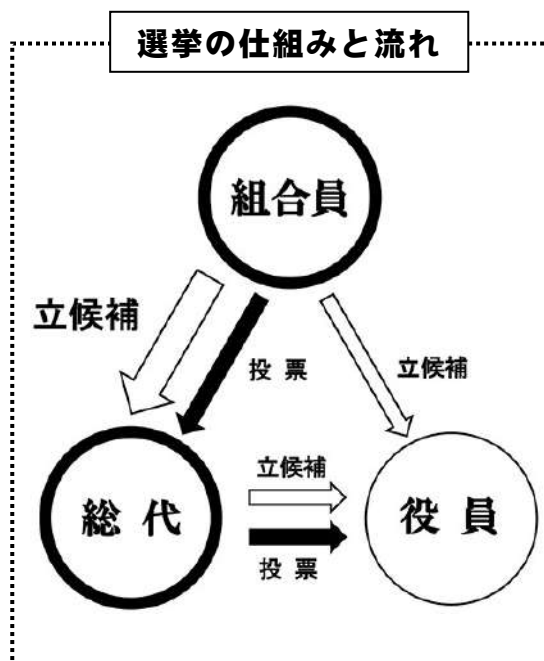 選挙の仕組みと流れ
組合員
立候補
投票
立候補
立候補
総代
役員
投票